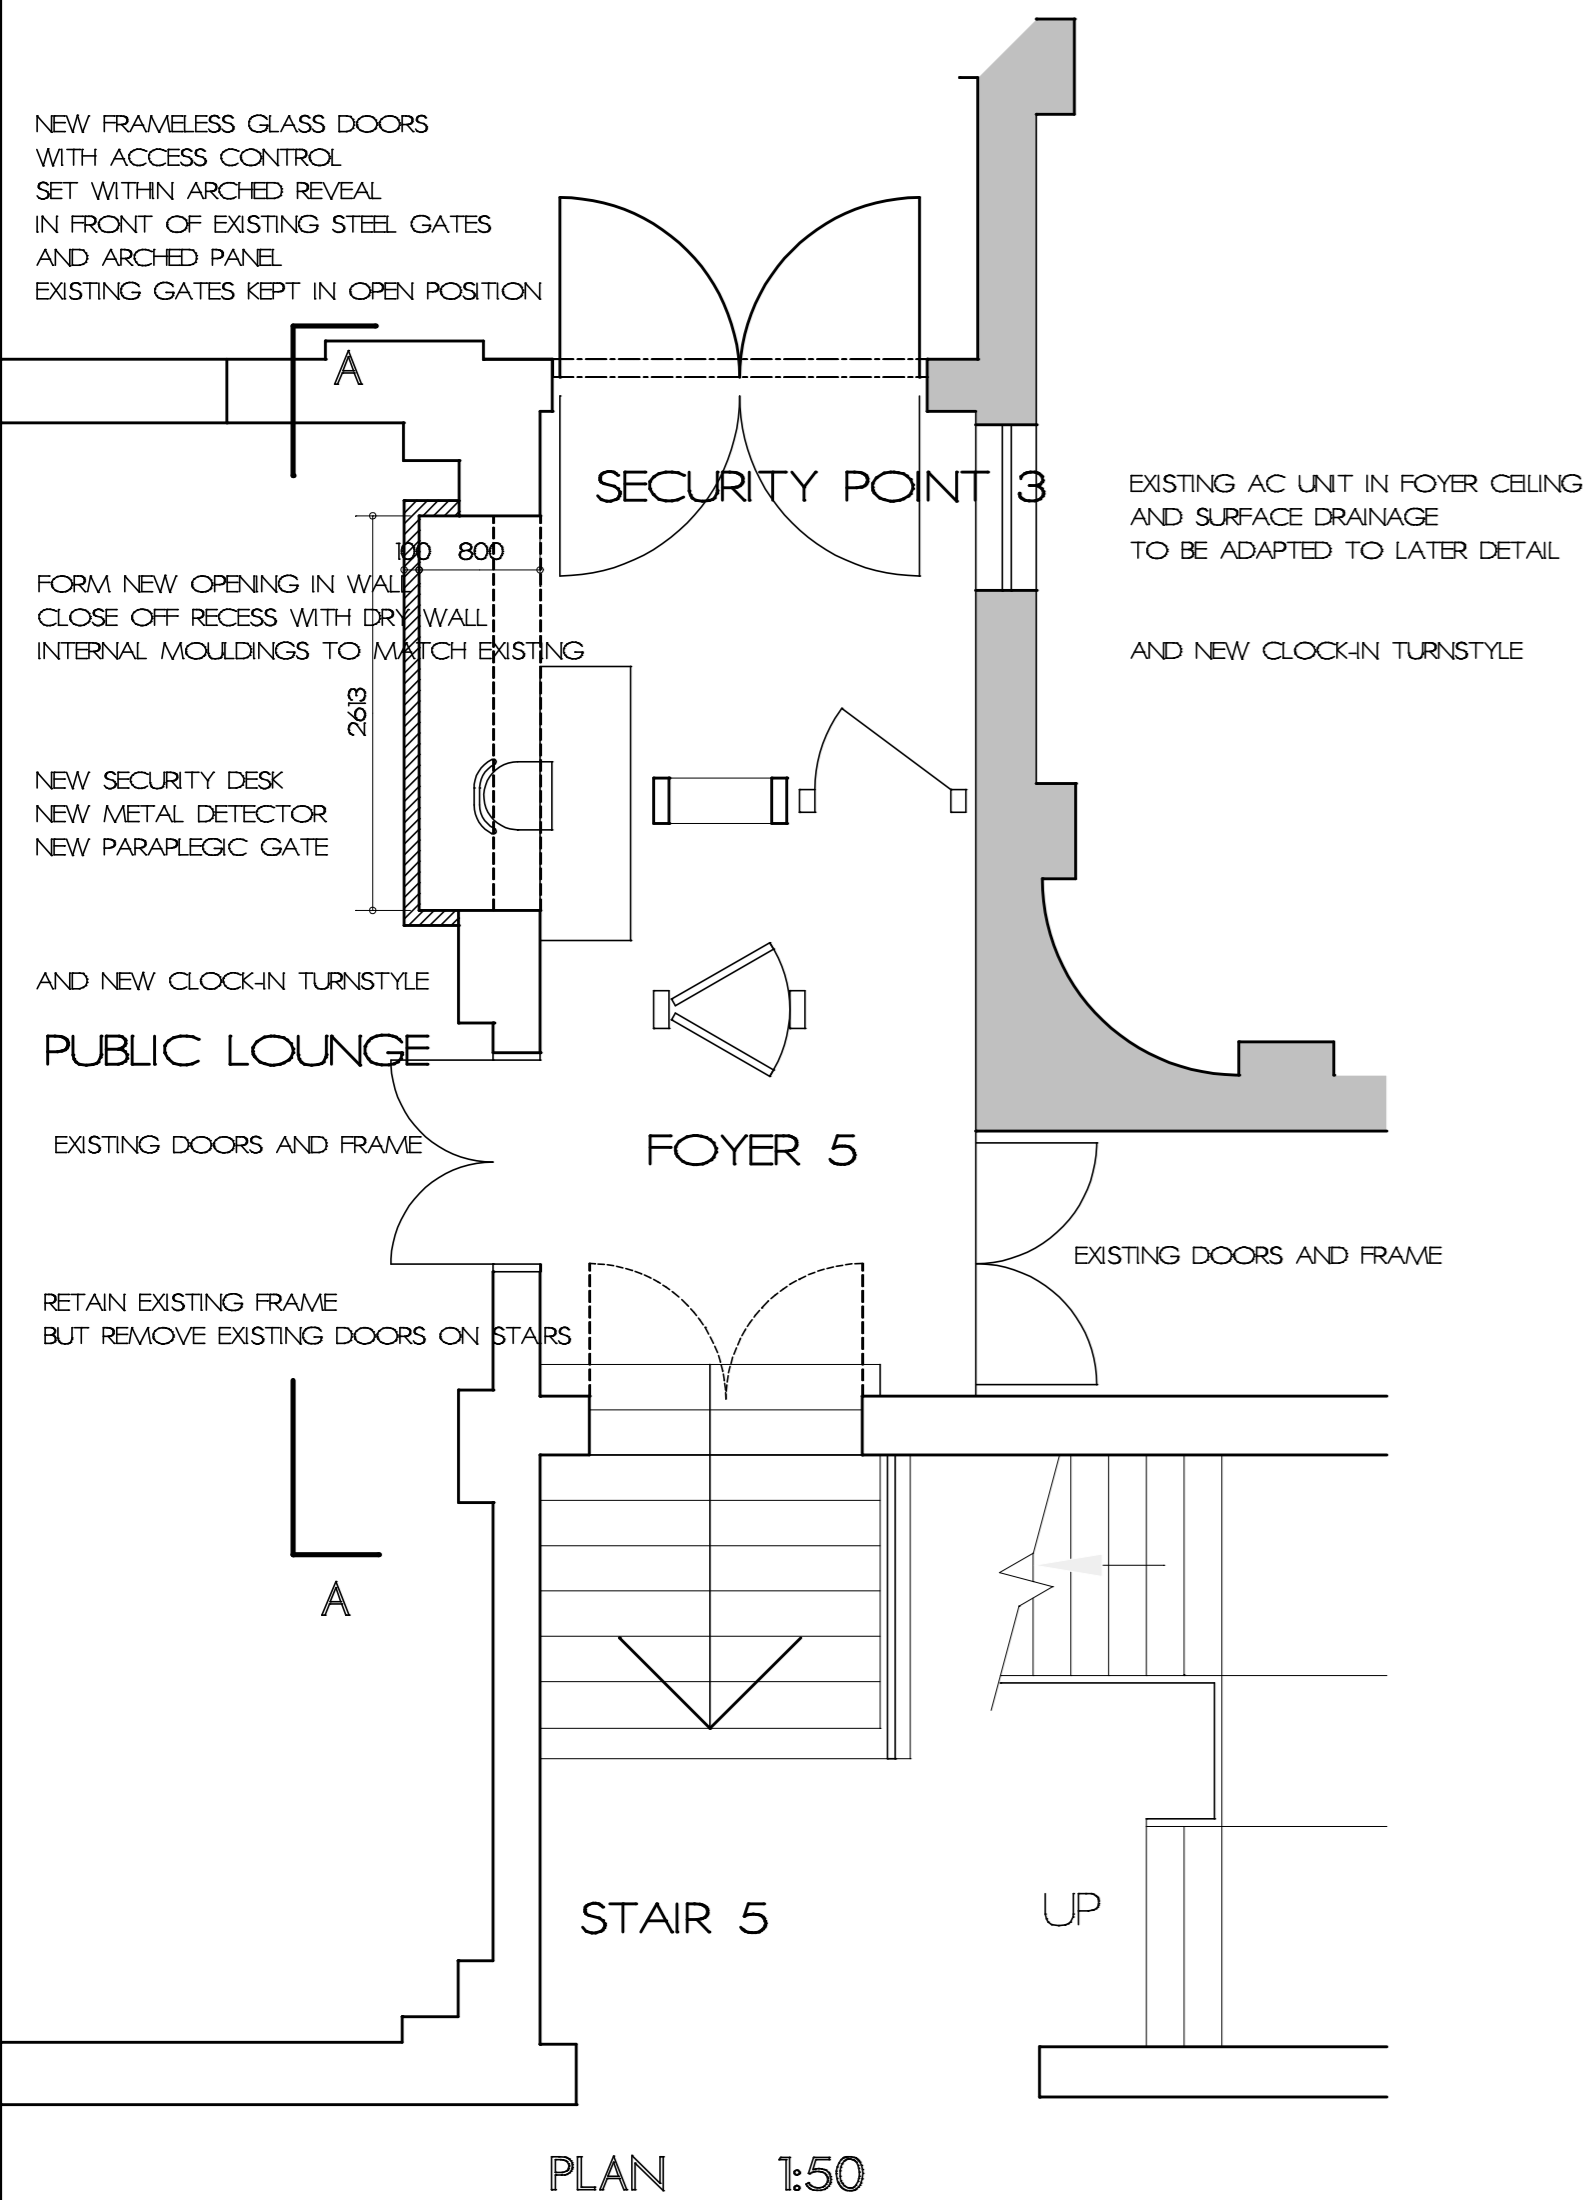 NEW FRAMELESS GLASS DOORS
WITH ACCESS CONTROL
SET WITHIN ARCHED REVEAL
IN FRONT OF EXISTING STEEL GATES
AND ARCHED PANEL
EXISTING GATES KEPT IN OPEN POSITION
A
SECURITY POINT 3
EXISTING AC UNIT IN FOYER CEILING
AND SURFACE DRAINAGE
TO BE ADAPTED TO LATER DETAIL
100 800
FORM NEW OPENING IN WALL
CLOSE OFF RECESS WITH DRY WALL
INTERNAL MOULDINGS TO MATCH EXISTING
AND NEW CLOCK-IN TURNSTYLE
2613
NEW SECURITY DESK
NEW METAL DETECTOR
NEW PARAPLEGIC GATE
AND NEW CLOCK-IN TURNSTYLE
PUBLIC LOUNGE
EXISTING DOORS AND FRAME
FOYER 5
EXISTING DOORS AND FRAME
RETAIN EXISTING FRAME
BUT REMOVE EXISTING DOORS ON STAIRS
A
STAIR 5
UP
PLAN 1:50